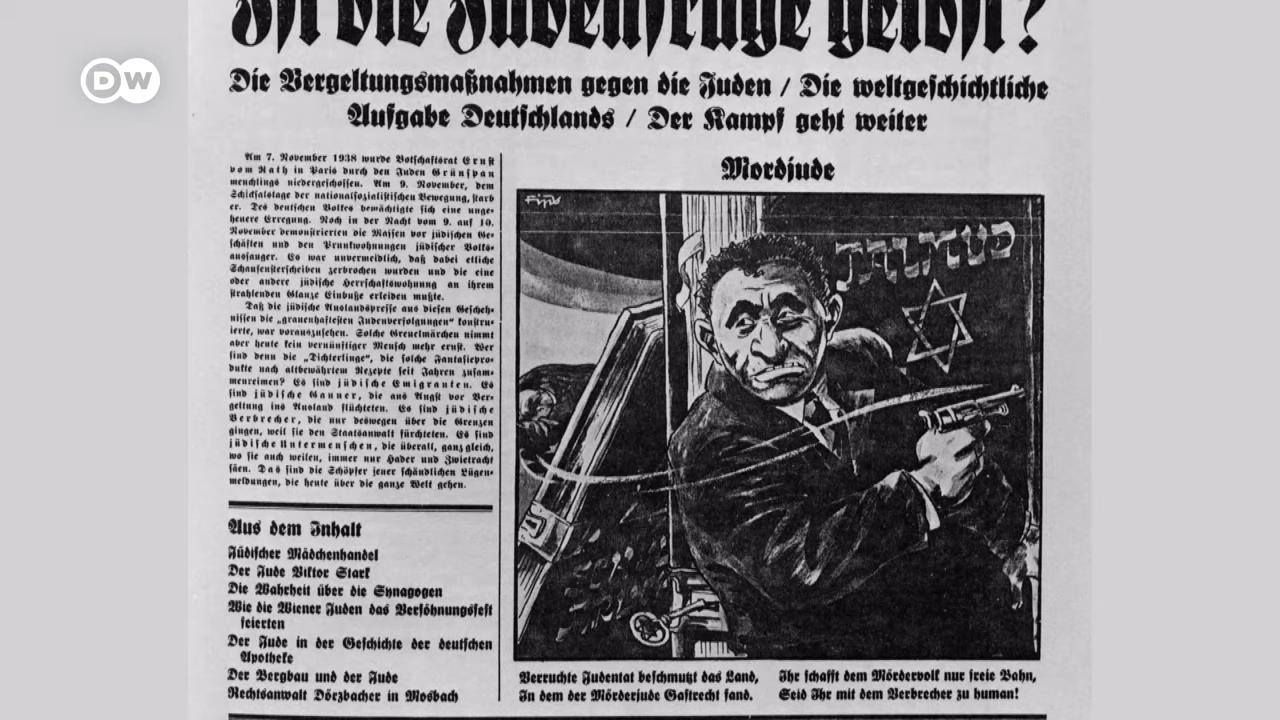 DW
Ist die Judenfrage gelöst?
Die Vergeltungsmaßnahmen gegen die Juden / Die weltgeschichtliche
Aufgabe Deutschlands / Der Kampf geht weiter
Am 7. November 1938 wurde Botschaftsrat Ernst
vom Rath in Paris durch den Juden Grünspan
meuchlings niedergeschossen. Am 9. November, dem
Schicksalstage der nationalsozialistischen Bewegung, starb
er. Des deutschen Volkes bemächtigte sich eine unge-
heuere Erregung. Noch in der Nacht vom 9. auf 10.
November demonstrierten die Massen vor jüdischen Ge-
schäften und den Prunkwohnungen jüdischer Volks-
aussauger. Es war unvermeidlich, daß dabei etliche
Schaufensterscheiben zerbrochen wurden und die eine
oder andere jüdische Herrschaftswohnung an ihrem
strahlenden Glanze Einbuße erleiden mußte.
Daß die jüdische Auslandspresse aus diesen Gescheh-
nissen die „grauenhaftesten Judenverfolgungen" konstru-
ierte, war vorauszusehen. Solche Greuelmärchen nimmt
aber heute kein vernünftiger Mensch mehr ernst. Wer
sind denn die „Dichterlinge", die solche Fantasiepro-
dukte nach altbewährtem Rezepte seit Jahren zusam-
menreimen? Es sind jüdische Emigranten. Es
sind jüdische Gauner, die aus Angst vor Ver-
geltung ins Ausland flüchteten. Es sind jüdische
Verbrecher, die nur deswegen über die Grenzen
gingen, weil sie den Staatsanwalt fürchteten. Es sind
jüdische Untermenschen, die überall, ganz gleich,
wo sie auch weilen, immer nur Hader und Zwietracht
säen. Das sind die Schöpfer jener schändlichen Lügen-
meldungen, die heute über die ganze Welt gehen.
Aus dem Inhalt
Jüdischer Mädchenhandel
Der Jude Viktor Stark
Die Wahrheit über die Synagogen
Wie die Wiener Juden das Versöhnungsfest
feierten
Der Jude in der Geschichte der deutschen
Apotheke
Der Bergbau und der Jude
Rechtsanwalt Dörzbacher in Mosbach
Mordjude
Fips
Verruchte Judentat beschmutzt das Land,
In dem der Mörderjude Gastrecht fand.
Ihr schafft dem Mördervolk nur freie Bahn,
Seid Ihr mit dem Verbrecher zu human!